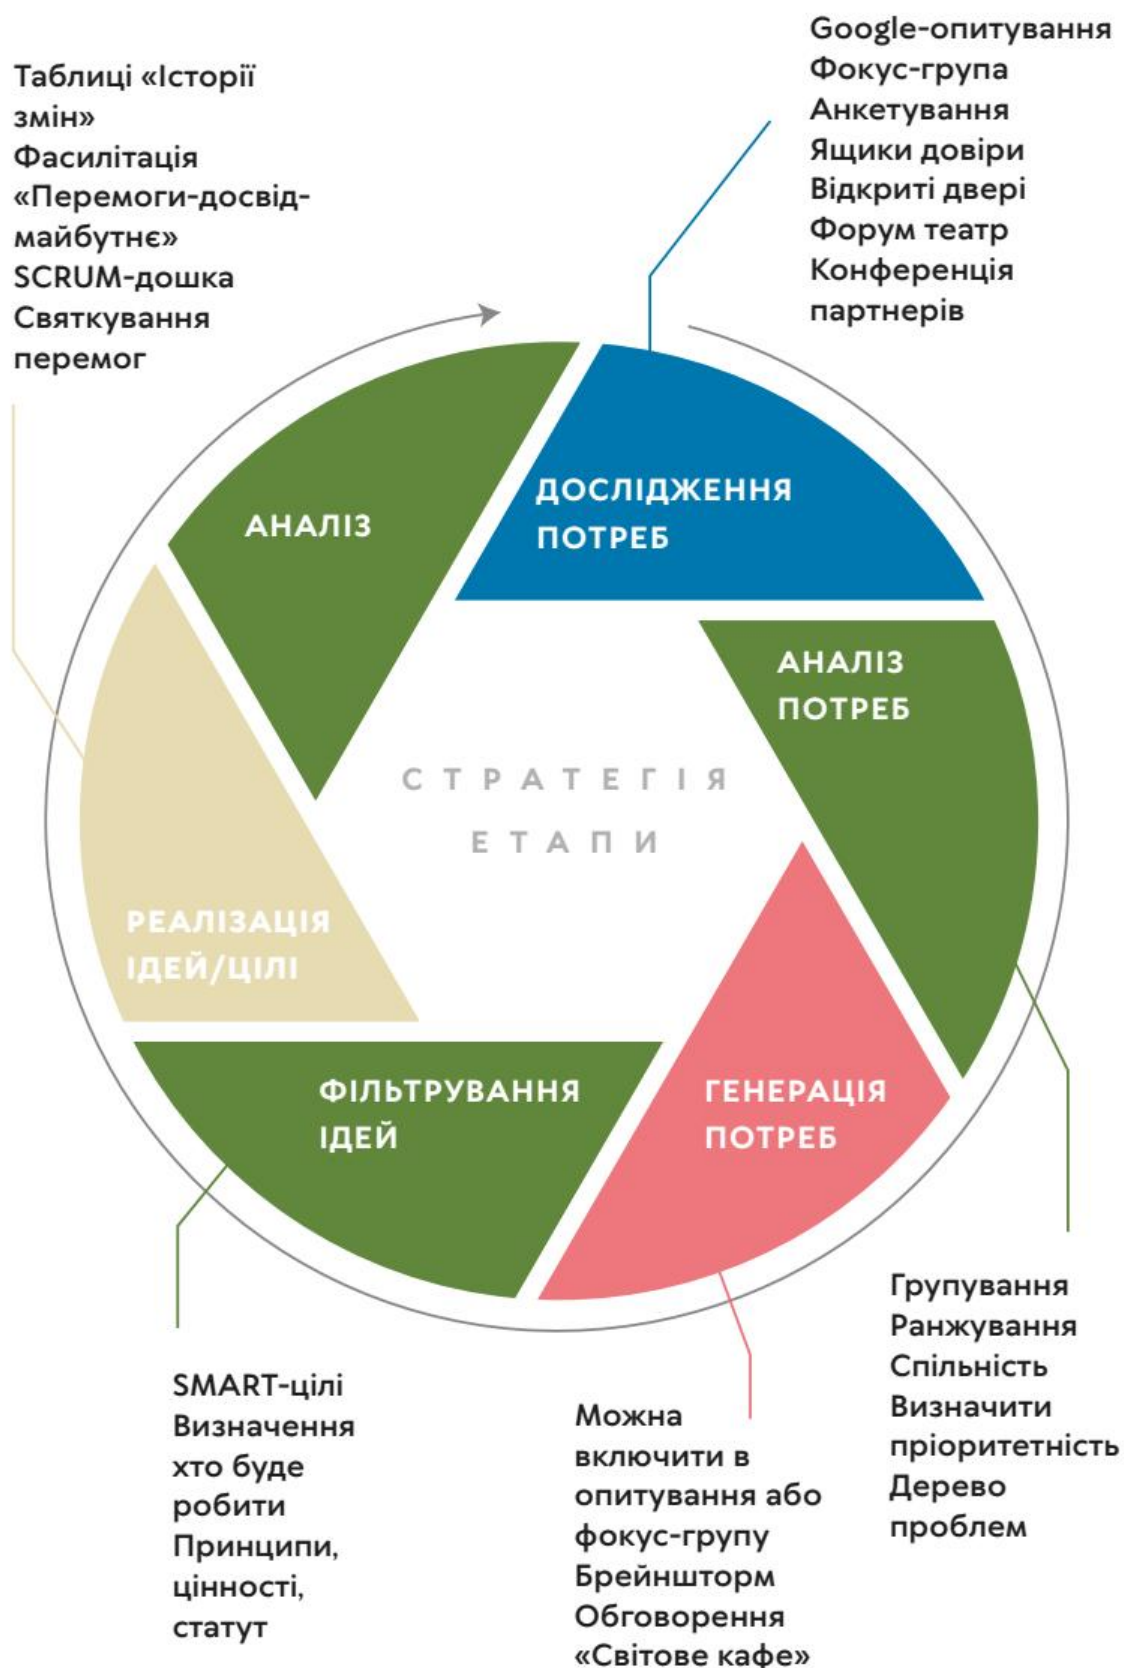 Google-опитування
Фокус-група
Анкетування
Ящики довіри
Відкриті двері
Форум театр
Конференція
партнерів
Таблиці «Історії
змін»
Фасилітація
«Перемоги-досвід-
майбутнє»
SCRUM-дошка
Святкування
перемог
АНАЛІЗ
ДОСЛІДЖЕННЯ
ПОТРЕБ
АНАЛІЗ
ПОТРЕБ
СТРАТЕГІЯ
ЕТАПИ
РЕАЛІЗАЦІЯ
ІДЕЙ/ЦІЛІ
ФІЛЬТРУВАННЯ
ІДЕЙ
ГЕНЕРАЦІЯ
ПОТРЕБ
Групування
Ранжування
Спільність
Визначити
пріоритетність
Дерево
проблем
SMART-цілі
Визначення
хто буде
робити
Принципи,
цінності,
статут
Можна
включити в
опитування або
фокус-групу
Брейншторм
Обговорення
«Світове кафе»